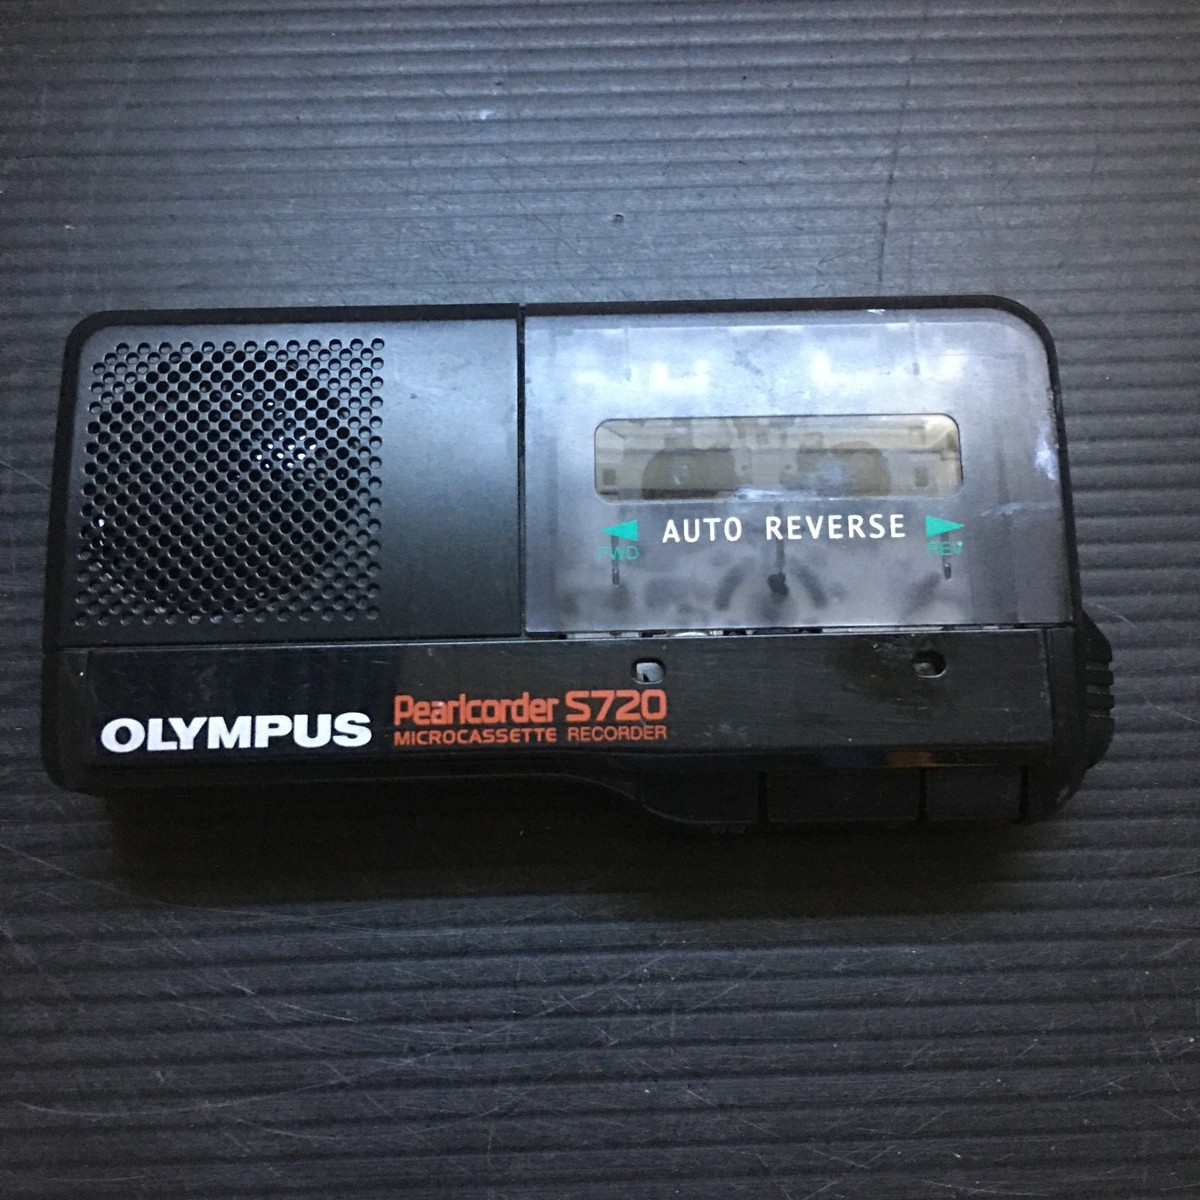 AUTO REVERSE
FWD
REV
OLYMPUS
Pearlcorder S720
MICROCASSETTE RECORDER